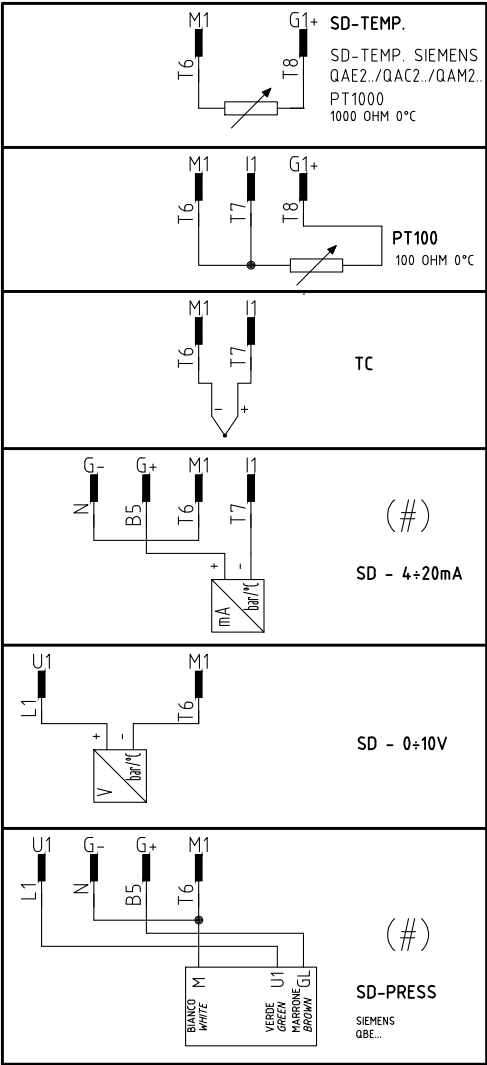 M1 G1+ SD-TEMP.
T6 T8 SD-TEMP. SIEMENS
QAE2../QAC2../QAM2..
PT1000
1000 OHM 0°C
M1 I1 G1+
T6 T7 T8
PT100
100 OHM 0°C
M1 I1
T6 T7
TC
- +
G- G+ M1 I1
N B5 T6 T7
(#)
+ -
SD - 4÷20mA
mA bar/°C
U1 M1
L1 T6
+ -
SD - 0÷10V
V bar/°C
U1 G- G+ M1
L1 N B5 T6
(#)
M U1 GL
BIANCO VERDE MARRONE
WHITE GREEN BROWN
SD-PRESS
SIEMENS
QBE...